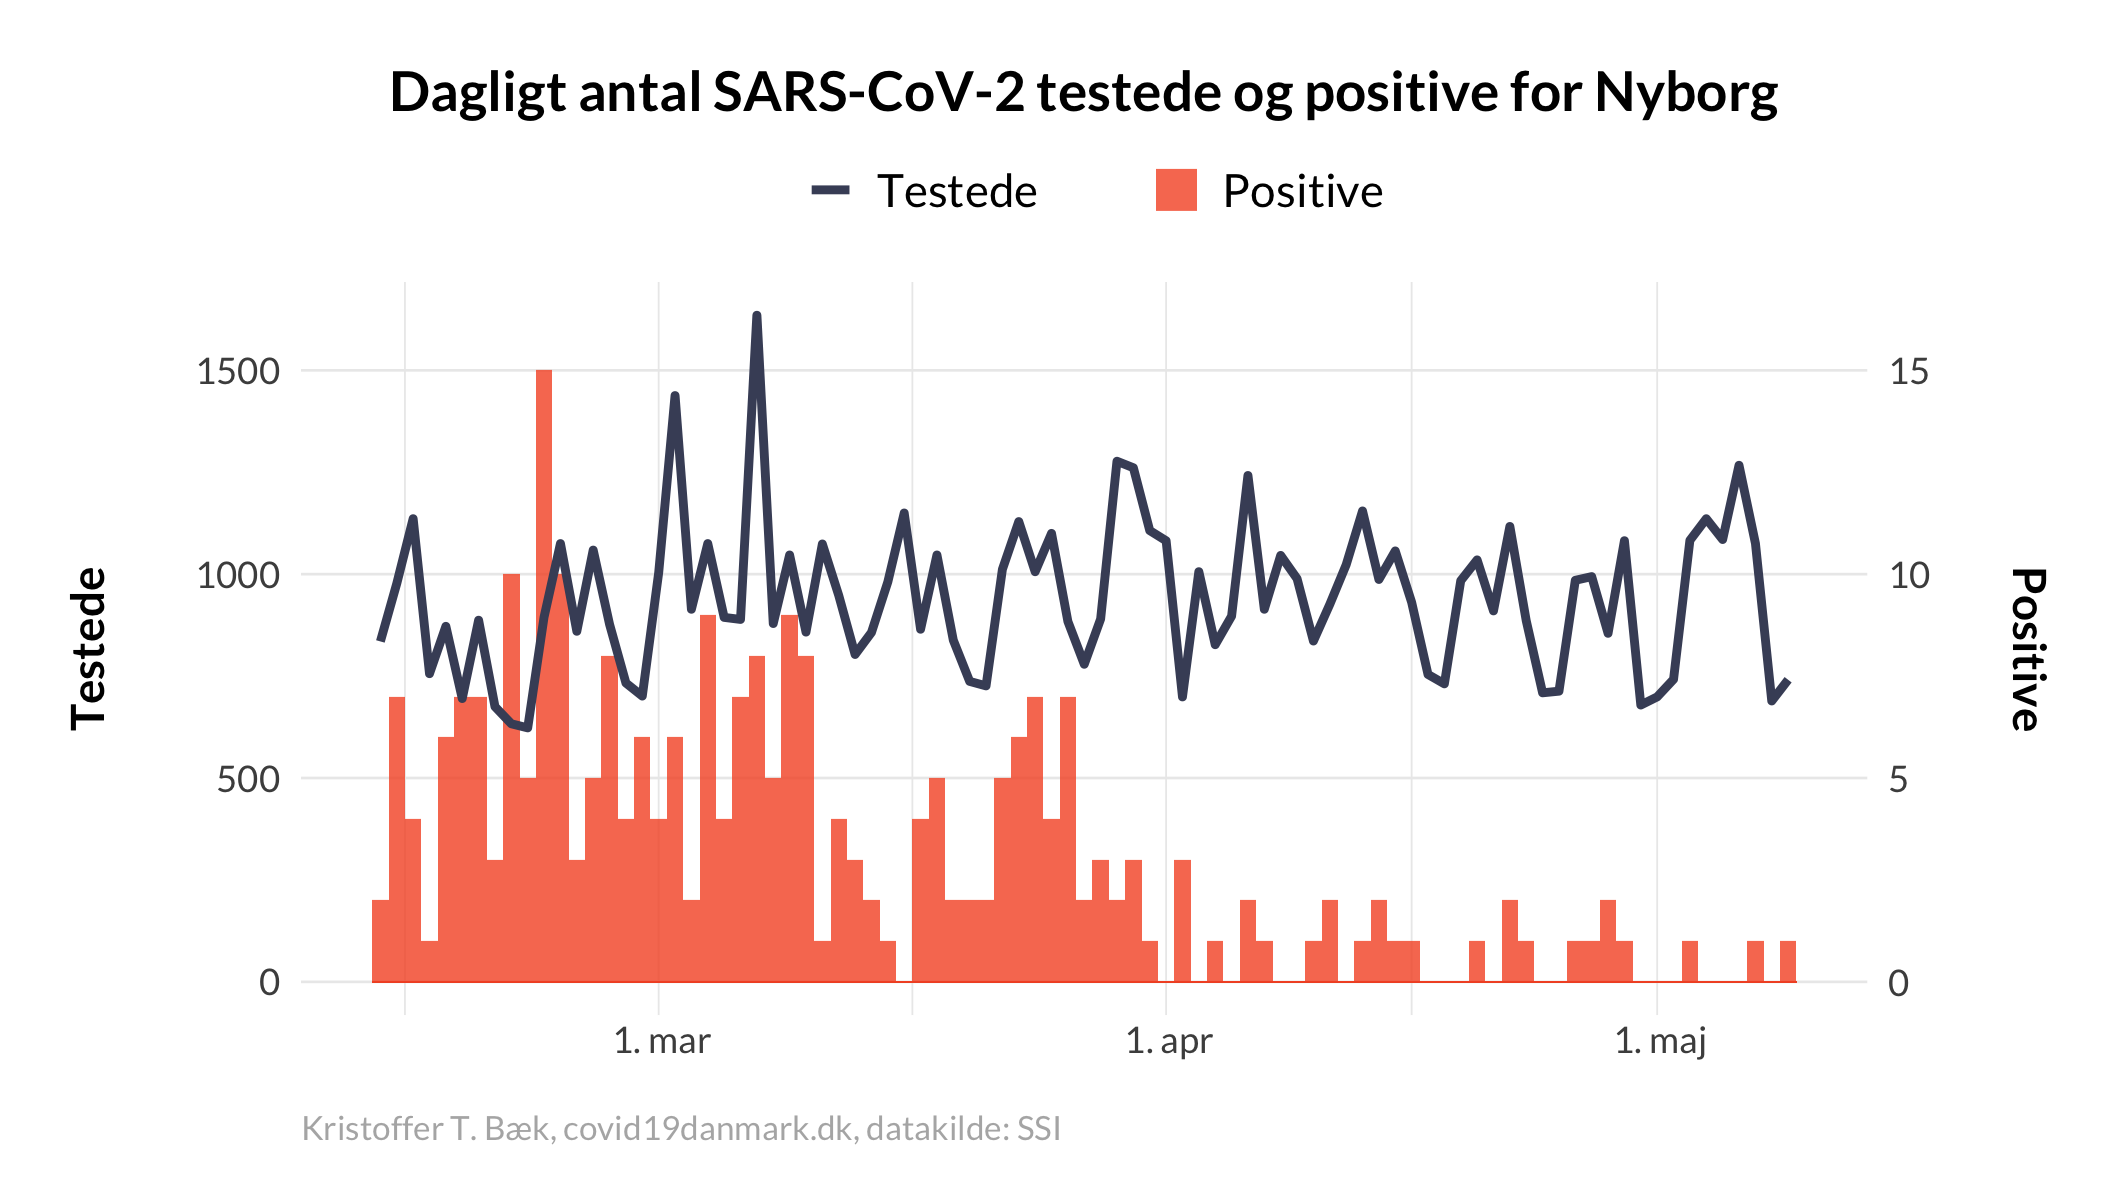 Dagligt antal SARS-CoV-2 testede og positive for Nyborg
Testede
Positive
1500
1000
500
0
15
10
5
0
Testede
Positive
1. mar
1. apr
1. maj
Kristoffer T. Bæk, covid19danmark.dk, datakilde: SSI